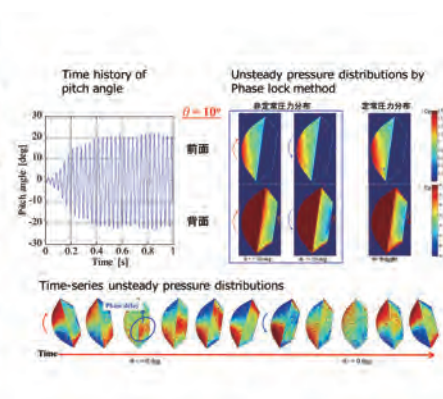 Time history of
pitch angle
Unsteady pressure distributions by
Phase lock method
θ = 10°
非定常圧力分布
定常圧力分布
30
20
10
0
-10
-20
-30
Pitch angle [deg]
0 0.2 0.4 0.6 0.8 1
Time [s]
前面
背面
Time-series unsteady pressure distributions
Phase delay
Time